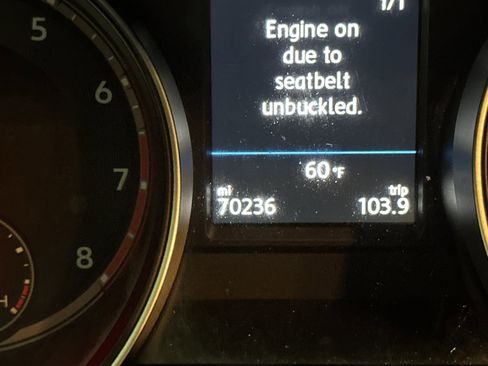 1/1
5
Engine on
due to
seatbelt
unbuckled.
6
60°F
7
mi trip
70236 103.9
8
H